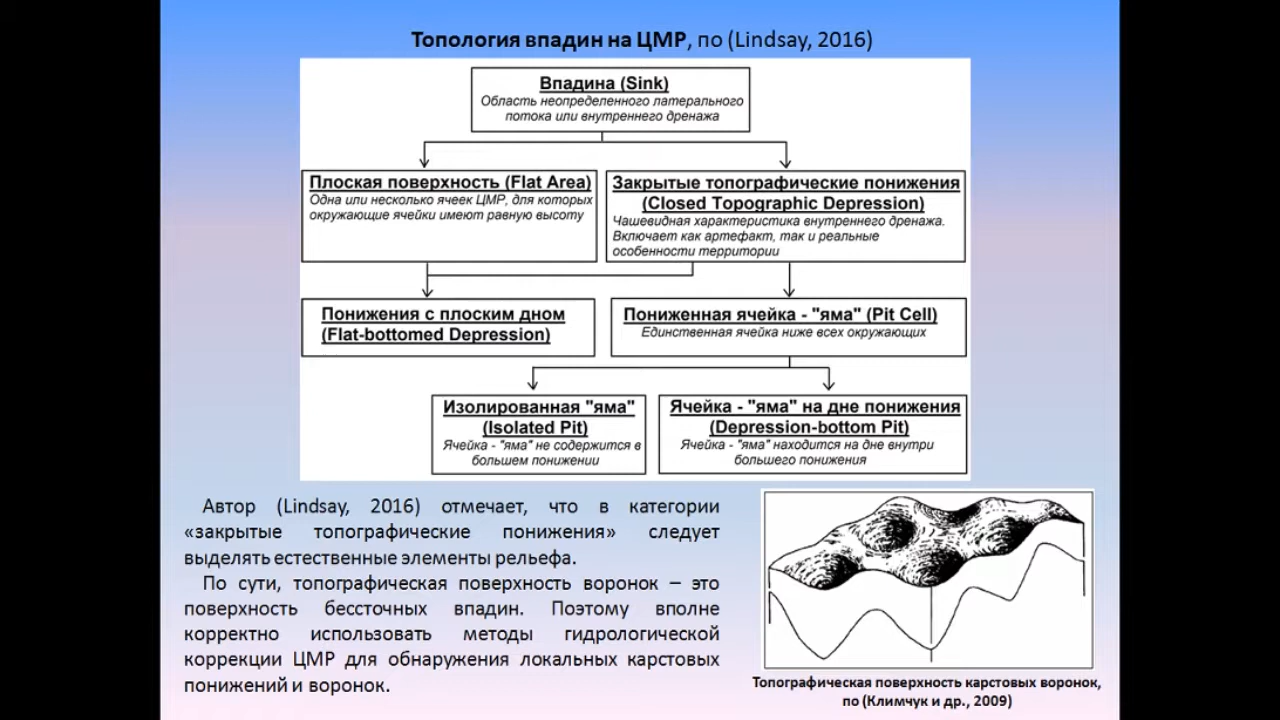 Топология впадин на ЦМР, по (Lindsay, 2016)
Впадина (Sink)
Область неопределенного латерального
потока или внутреннего дренажа
Плоская поверхность (Flat Area)
Одна или несколько ячеек ЦМР, для которых
окружающие ячейки имеют равную высоту
Закрытые топографические понижения
(Closed Topographic Depression)
Чашевидная характеристика внутреннего дренажа.
Включает как артефакт, так и реальные
особенности территории
Понижения с плоским дном
(Flat-bottomed Depression)
Пониженная ячейка - "яма" (Pit Cell)
Единственная ячейка ниже всех окружающих
Изолированная "яма"
(Isolated Pit)
Ячейка - "яма" не содержится в
большем понижении
Ячейка - "яма" на дне понижения
(Depression-bottom Pit)
Ячейка - "яма" находится на дне внутри
большего понижения
Автор (Lindsay, 2016) отмечает, что в категории
«закрытые топографические понижения» следует
выделять естественные элементы рельефа.
По сути, топографическая поверхность воронок – это
поверхность бессточных впадин. Поэтому вполне
корректно использовать методы гидрологической
коррекции ЦМР для обнаружения локальных карстовых
понижений и воронок.
Топографическая поверхность карстовых воронок,
по (Климчук и др., 2009)